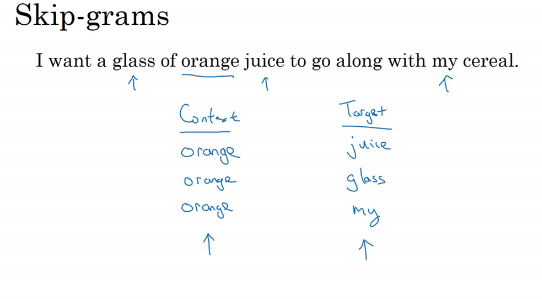 Skip-grams
I want a glass of orange juice to go along with my cereal.
Context Target
orange juice
orange glass
orange my